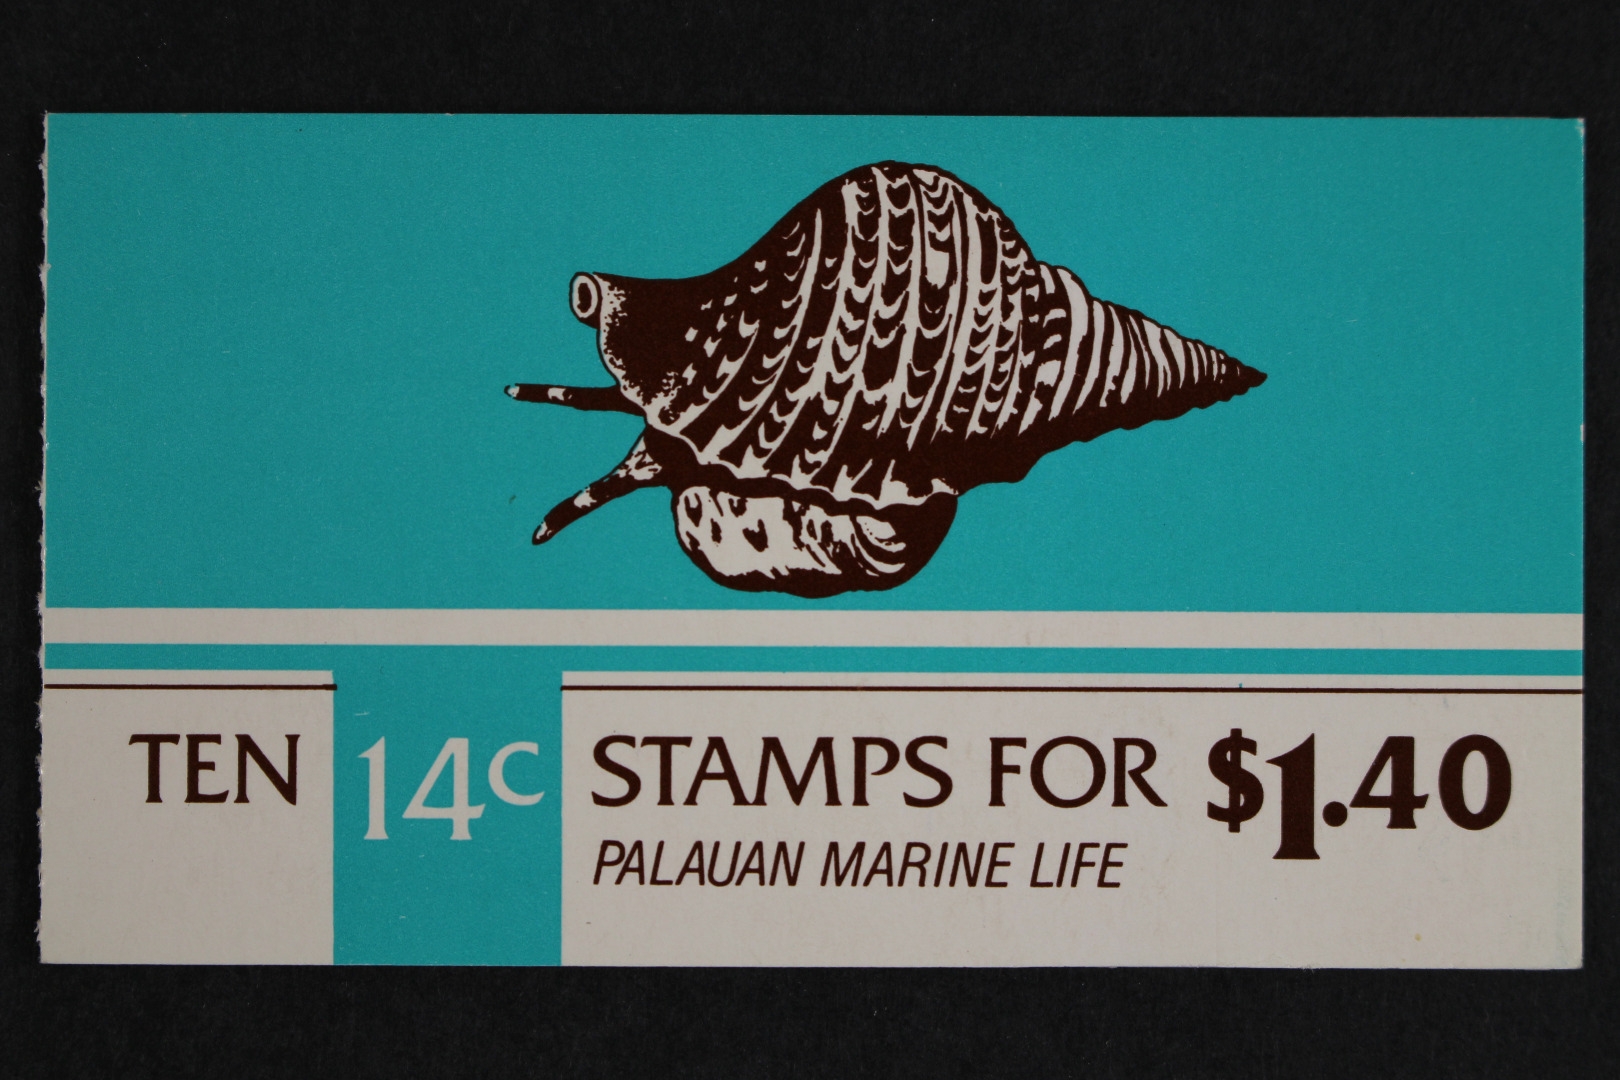 TEN 14c STAMPS FOR $1.40
PALAUAN MARINE LIFE